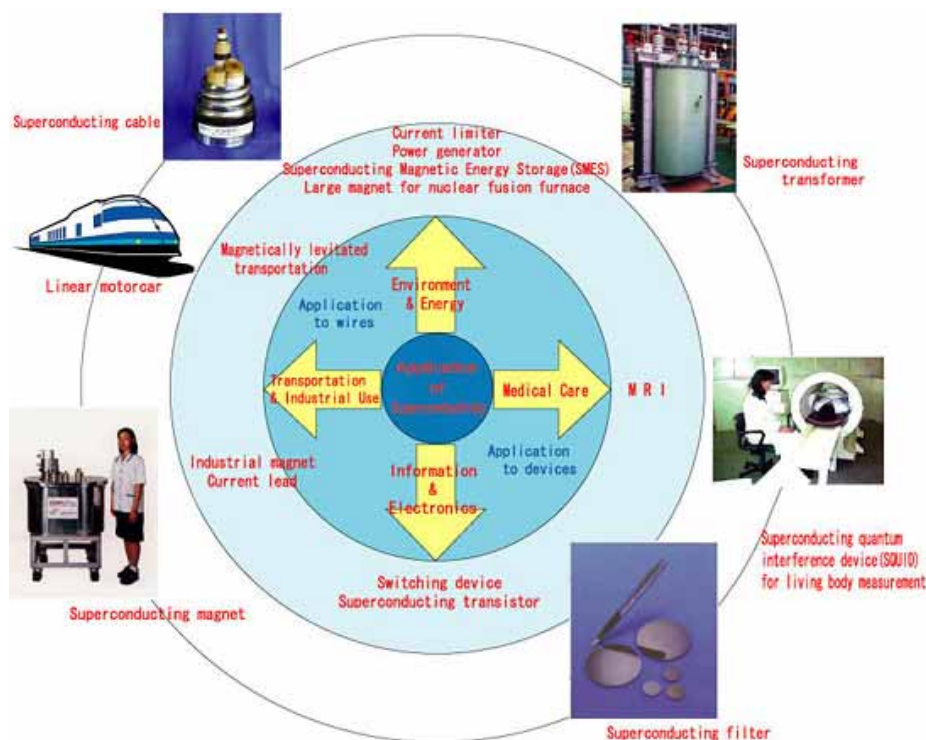 Superconducting cable
Current limiter
Power generator
Superconducting Magnetic Energy Storage(SMES)
Large magnet for nuclear fusion furnace
Superconducting
transformer
Magnetically levitated
transportation
Linear motorcar
Environment
& Energy
Application
to wires
Transportation
& Industrial Use
Application
of
Medical Care
MRI
Industrial magnet
Current lead
Information
&
Electronics
Application
to devices
Superconducting quantum
interference device(SQUID)
for living body measurement
Switching device
Superconducting transistor
Superconducting magnet
Superconducting filter